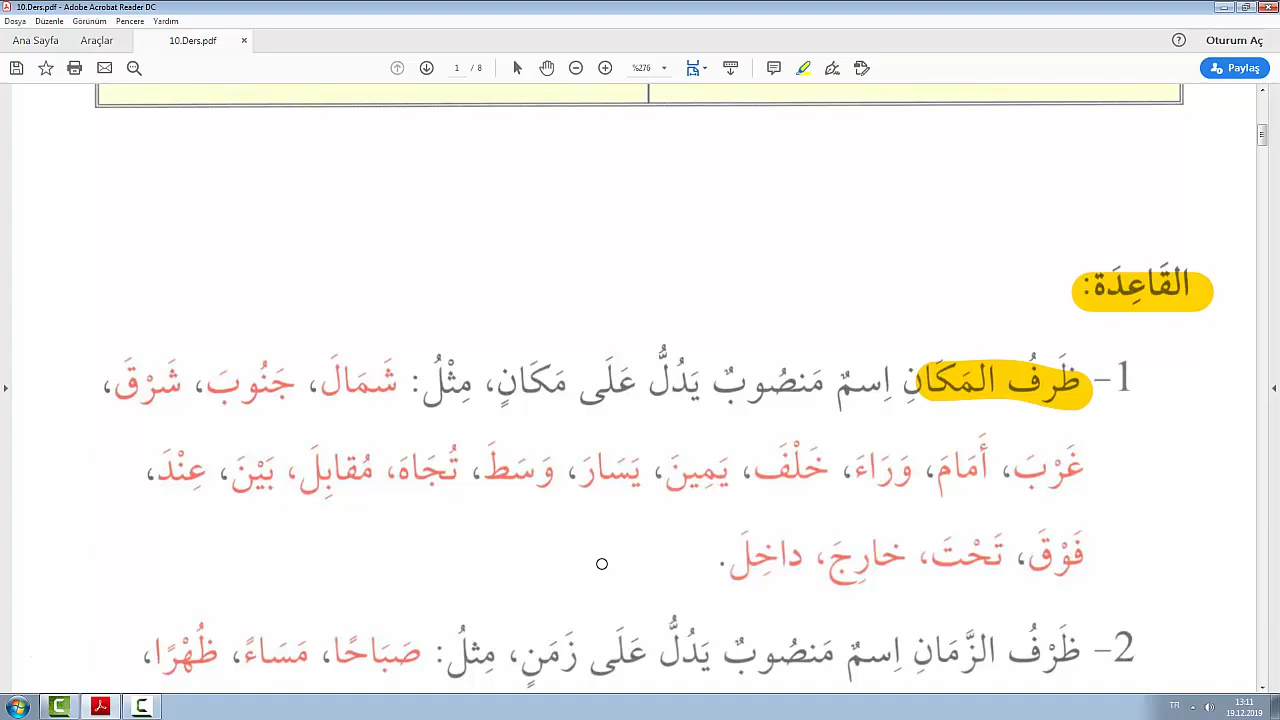 10.Ders.pdf - Adobe Acrobat Reader DC
Dosya Düzenle Görünüm Pencere Yardım
Ana Sayfa Araçlar 10.Ders.pdf × Oturum Aç
1 / 8 %276 Paylaş
القَاعِدَة:
1- ظَرفُ المَكَانِ اِسمٌ مَنصُوبٌ يَدُلُّ عَلَى مَكَانٍ، مِثْلُ: شَمَالَ، جَنُوبَ، شَرْقَ،
غَرْبَ، أَمَامَ، وَرَاءَ، خَلْفَ، يَمِينَ، يَسَارَ، وَسَطَ، تُجَاهَ، مُقابِلَ، بَيْنَ، عِنْدَ،
فَوْقَ، تَحْتَ، خارِجَ، داخِلَ.
2- ظَرفُ الزَّمَانِ اِسمٌ مَنصُوبٌ يَدُلُّ عَلَى زَمَنٍ، مِثلُ: صَبَاحًا، مَسَاءً، ظُهْرًا،
TR 13:11
19.12.2019